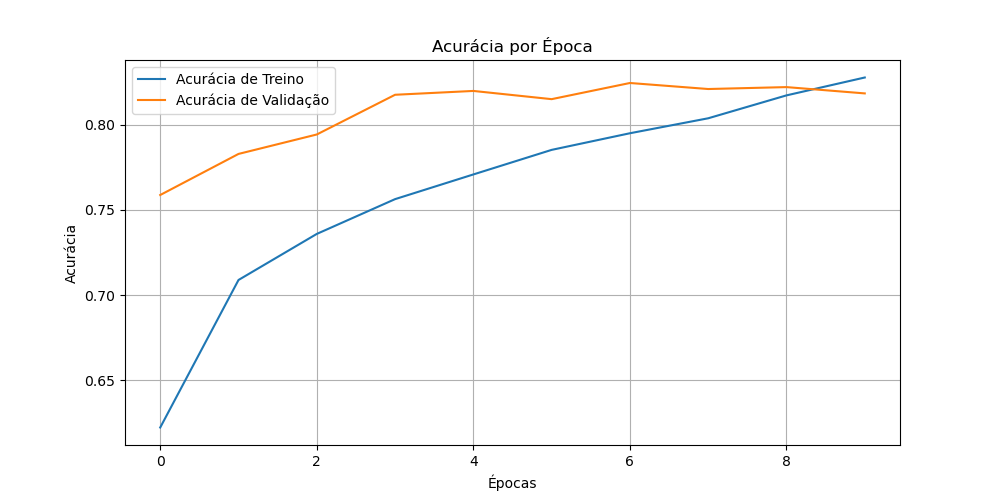 Acurácia por Época
Acurácia de Treino
Acurácia de Validação
0.80
0.75
0.70
0.65
Acurácia
0 2 4 6 8
Épocas